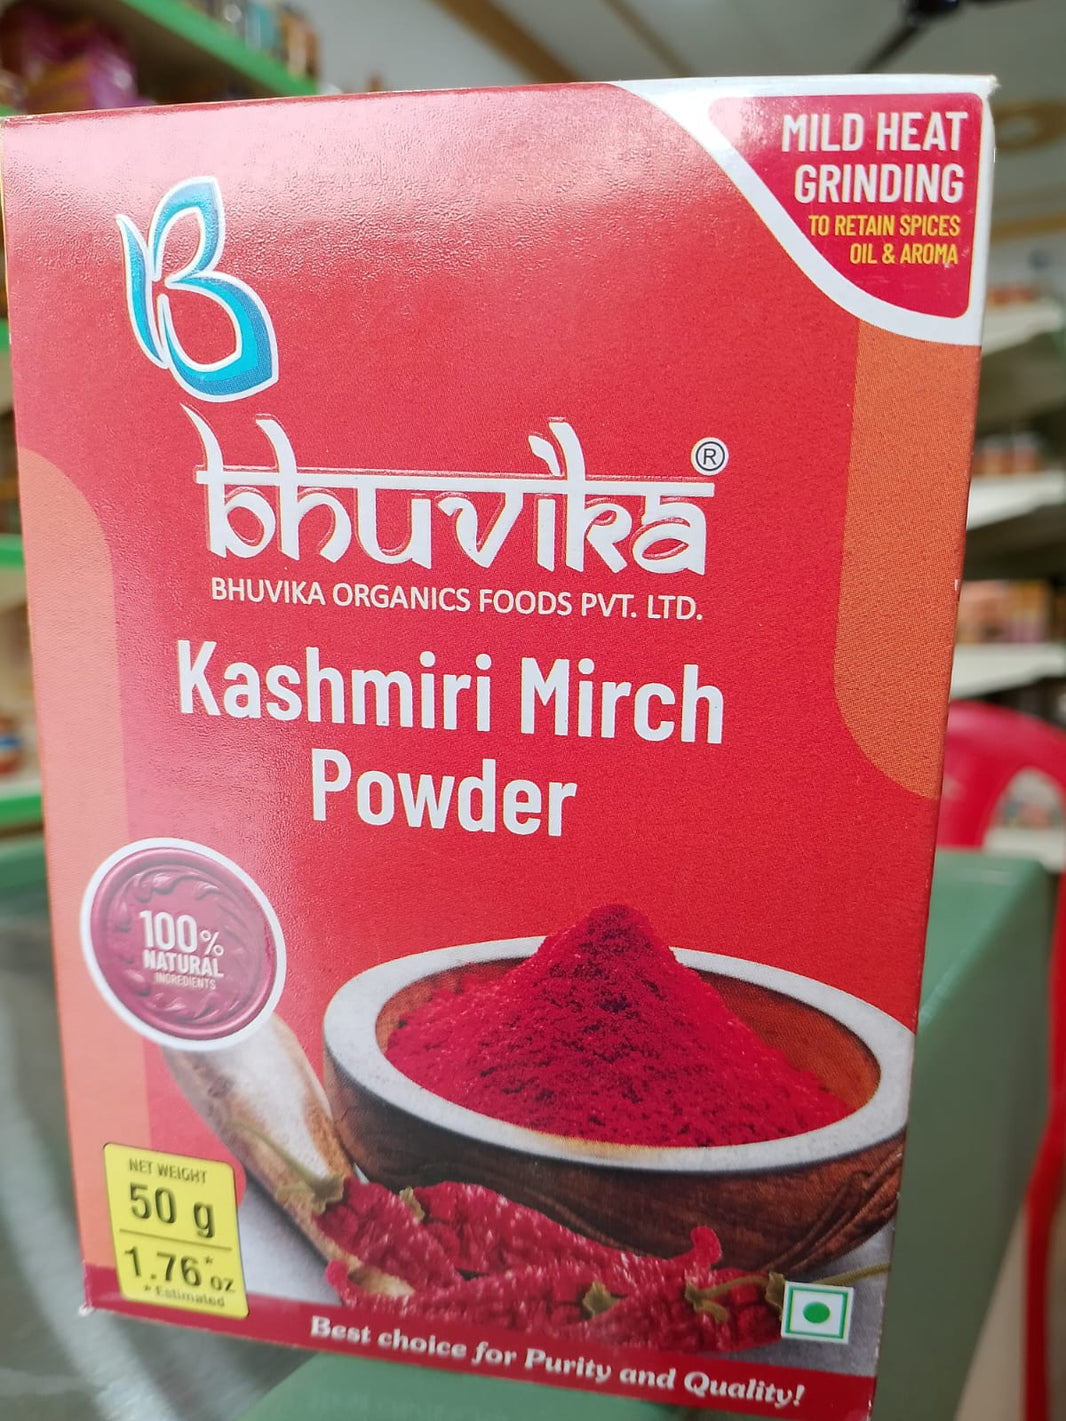 MILD HEAT
GRINDING
TO RETAIN SPICES
OIL & AROMA
B
bhuvika ®
BHUVIKA ORGANICS FOODS PVT. LTD.
Kashmiri Mirch
Powder
100%
NATURAL
INGREDIENTS
NET WEIGHT
50 g
1.76* oz
* Estimated
Best choice for Purity and Quality!